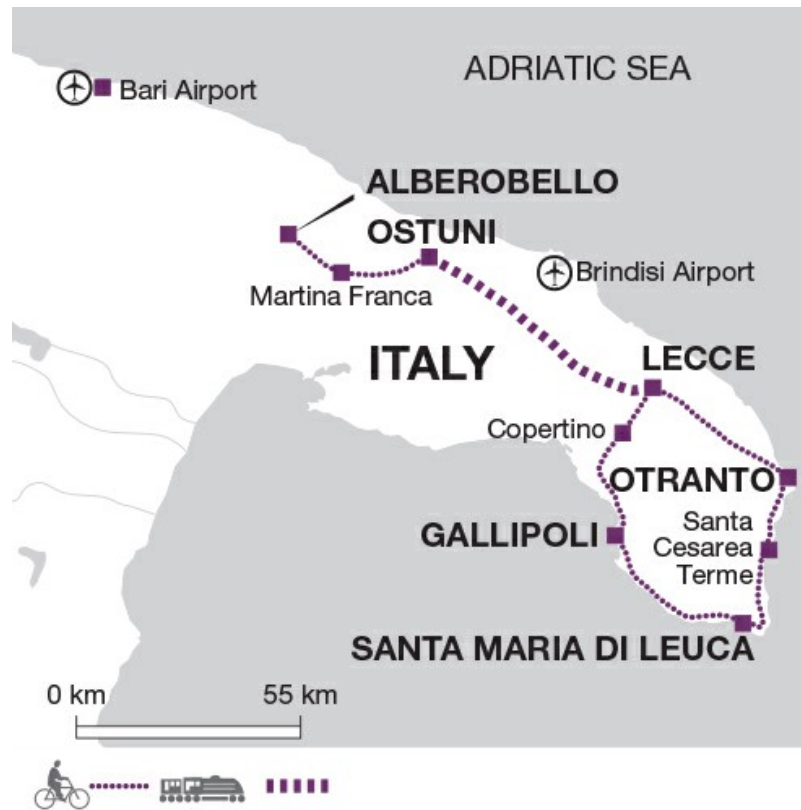 ADRIATIC SEA
Bari Airport
ALBEROBELLO
OSTUNI
Brindisi Airport
Martina Franca
ITALY
LECCE
Copertino
OTRANTO
GALLIPOLI
Santa
Cesarea
Terme
SANTA MARIA DI LEUCA
0 km 55 km